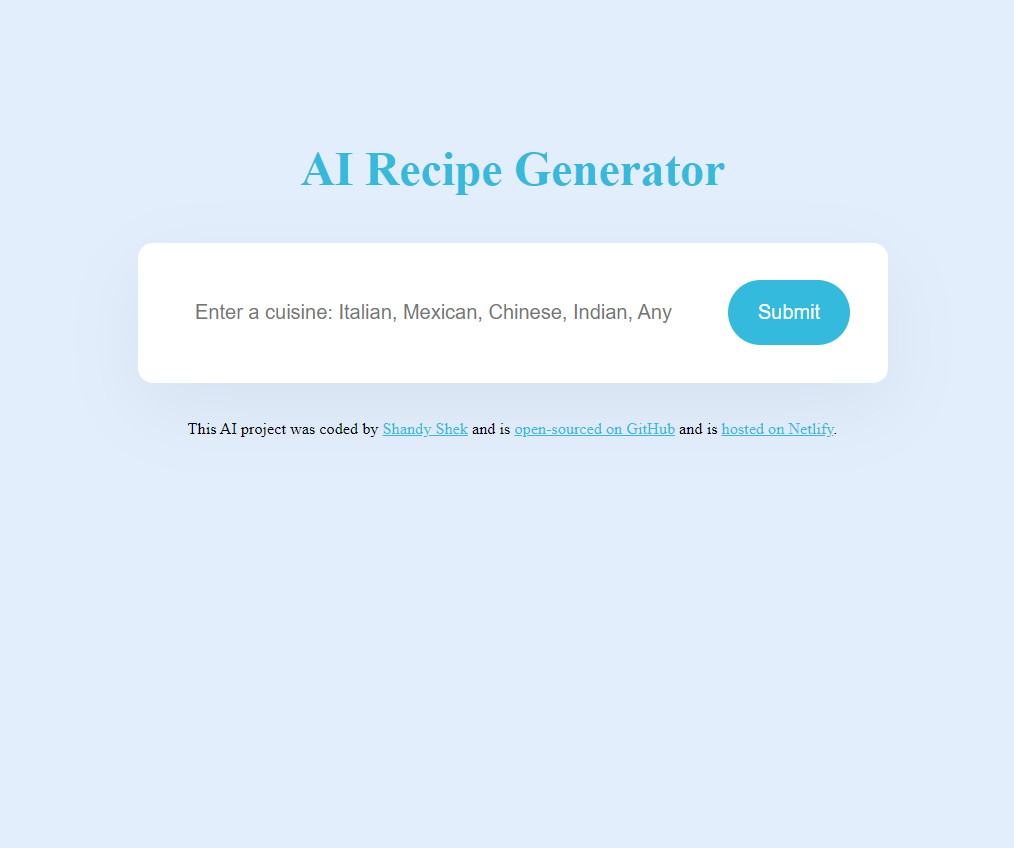 AI Recipe Generator
Enter a cuisine: Italian, Mexican, Chinese, Indian, Any
Submit
This AI project was coded by Shandy Shek and is open-sourced on GitHub and is hosted on Netlify.